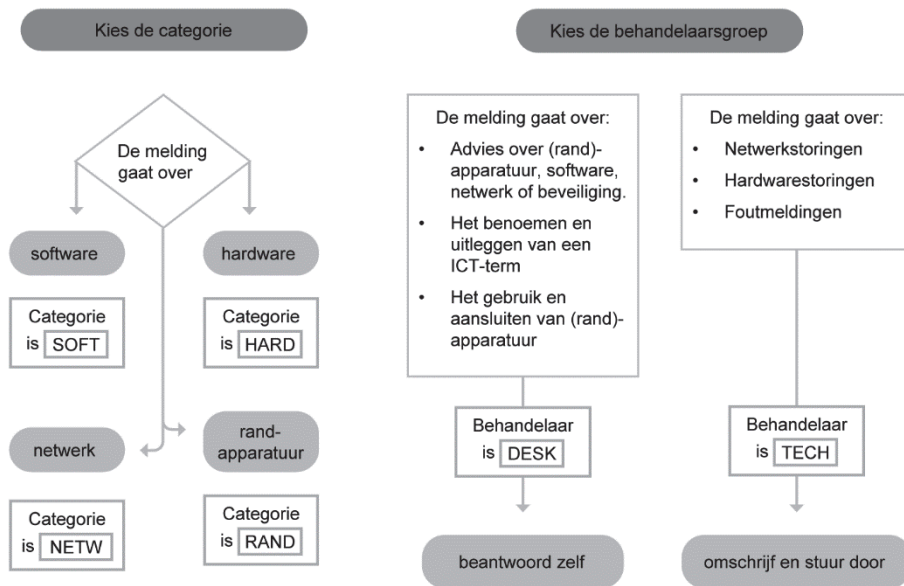 Kies de categorie
De melding
gaat over
software
hardware
Categorie
is SOFT
Categorie
is HARD
netwerk
rand-
apparatuur
Categorie
is NETW
Categorie
is RAND
Kies de behandelaarsgroep
De melding gaat over:
• Advies over (rand)-
apparatuur, software,
netwerk of beveiliging.
• Het benoemen en
uitleggen van een
ICT-term
• Het gebruik en
aansluiten van (rand)-
apparatuur
Behandelaar
is DESK
beantwoord zelf
De melding gaat over:
• Netwerkstoringen
• Hardwarestoringen
• Foutmeldingen
Behandelaar
is TECH
omschrijf en stuur door